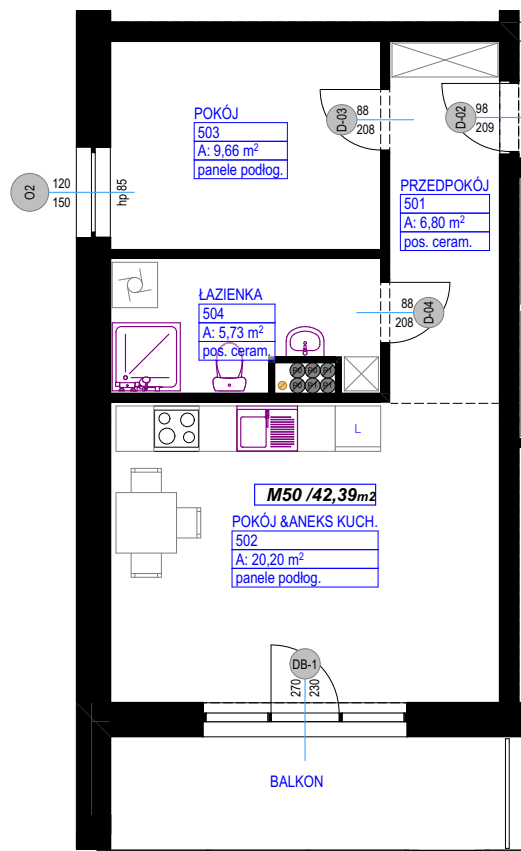 POKÓJ
503
A: 9,66 m²
panele podłog.
D-03
88
208
D-02
98
209
O2
120
150
hp 85
PRZEDPOKÓJ
501
A: 6,80 m²
pos. ceram.
ŁAZIENKA
504
A: 5,73 m²
pos. ceram.
88
208
D-04
L
M50 /42,39m2
POKÓJ &ANEKS KUCH.
502
A: 20,20 m²
panele podłog.
DB-1
270
230
BALKON